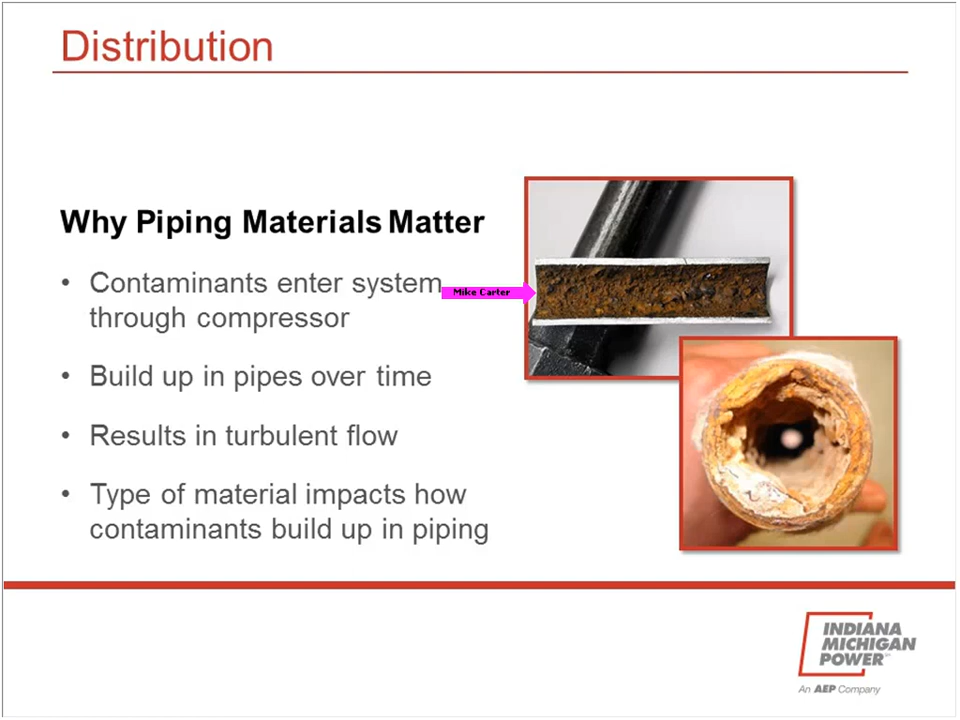 Distribution
Why Piping Materials Matter
• Contaminants enter system
through compressor
Mike Carter
• Build up in pipes over time
• Results in turbulent flow
• Type of material impacts how
contaminants build up in piping
INDIANA
MICHIGAN
POWER
An AEP Company